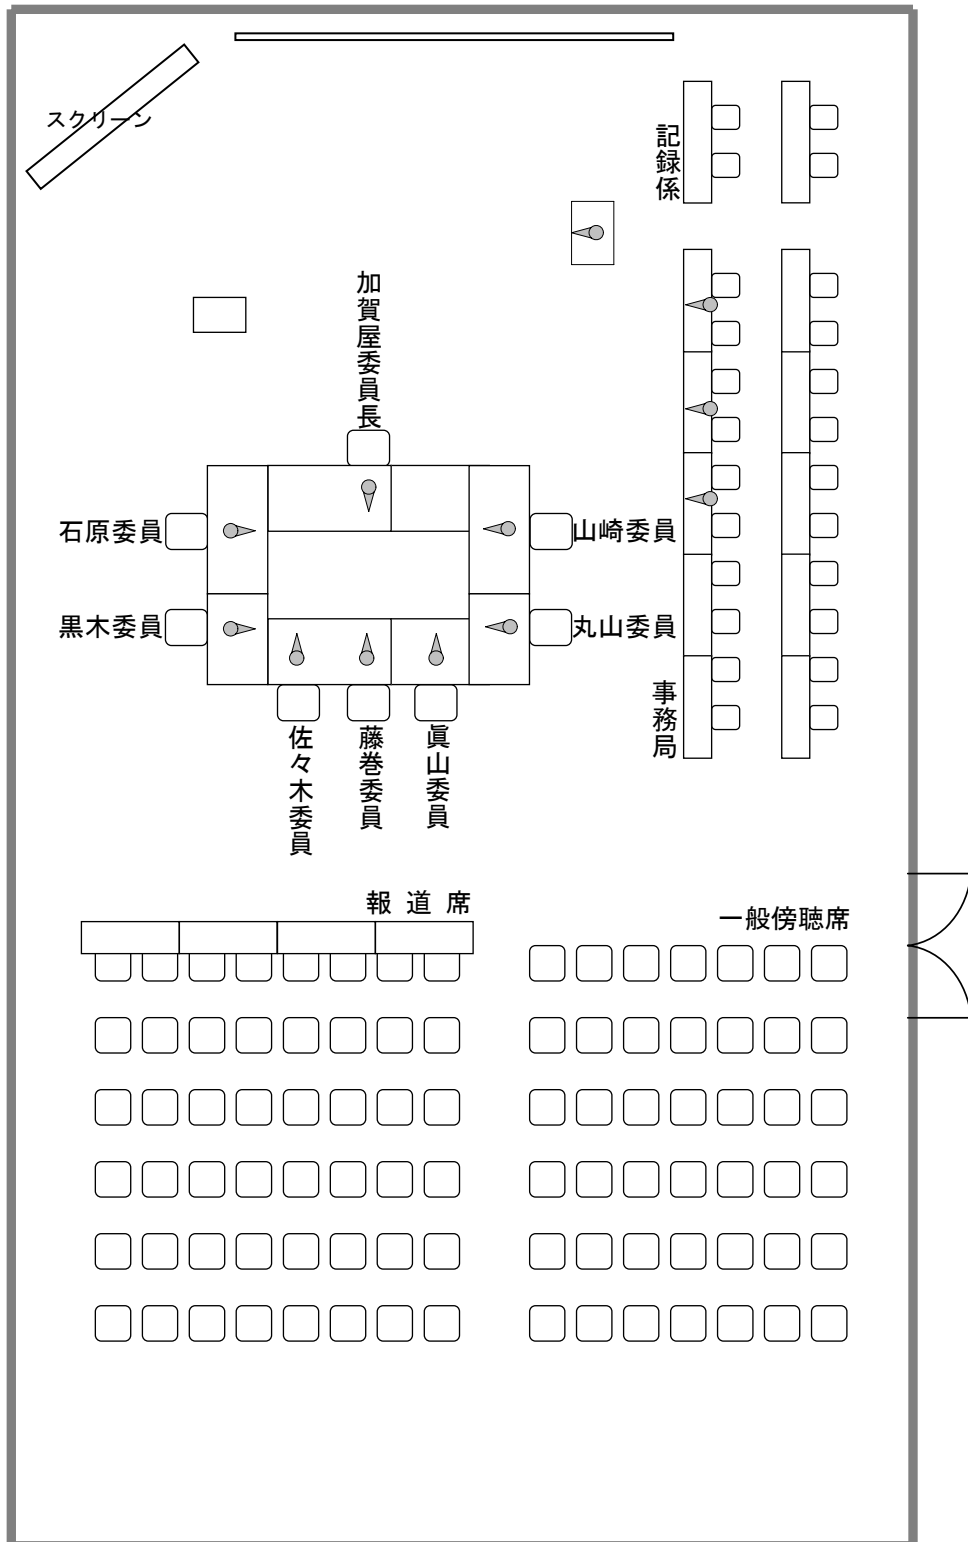 スクリーン
記録係
加賀屋委員長
石原委員
山崎委員
黒木委員
丸山委員
事務局
佐々木委員
藤巻委員
眞山委員
報道席
一般傍聴席